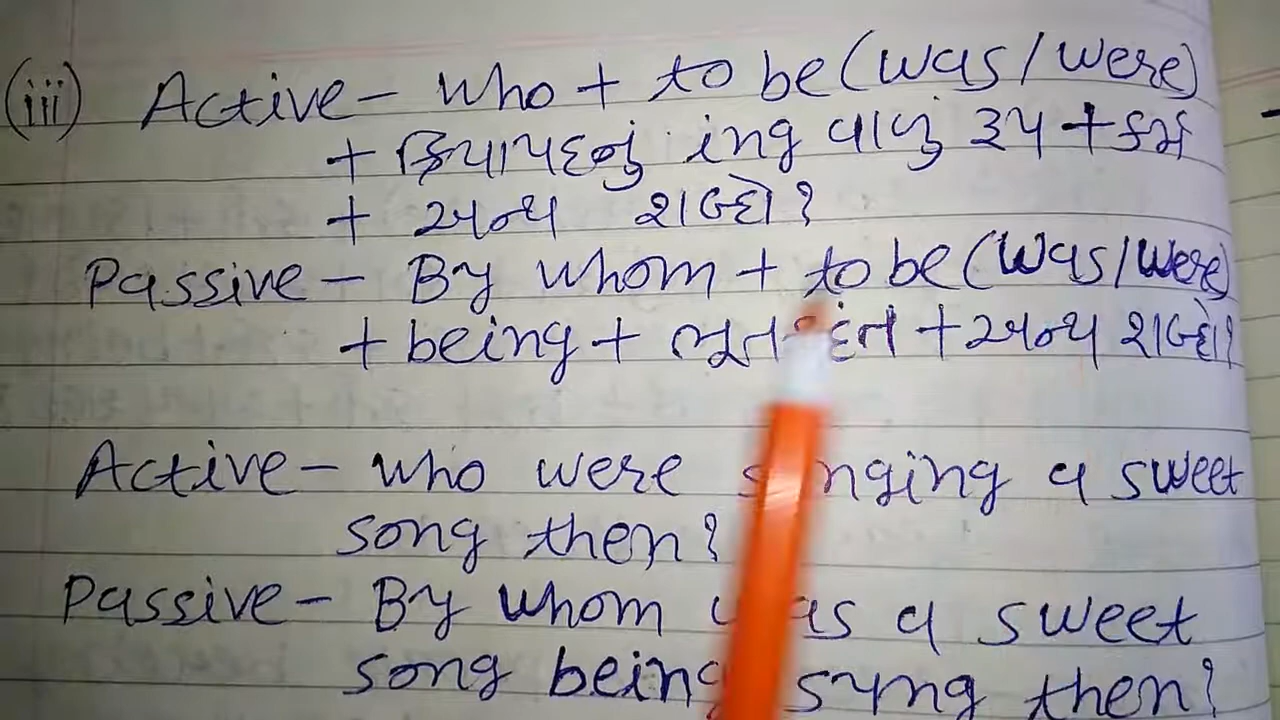 (iii) Active - who + to be (was/were)
+ ક્રિયાપદનું ing વાળું રૂપ + કર્મ
+ અન્ય શબ્દો?
Passive - By whom + to be (was/were)
+ being + + અન્ય શબ્દો?
Active - who were singing a sweet
song then?
Passive - By whom was a sweet
song being sung then?